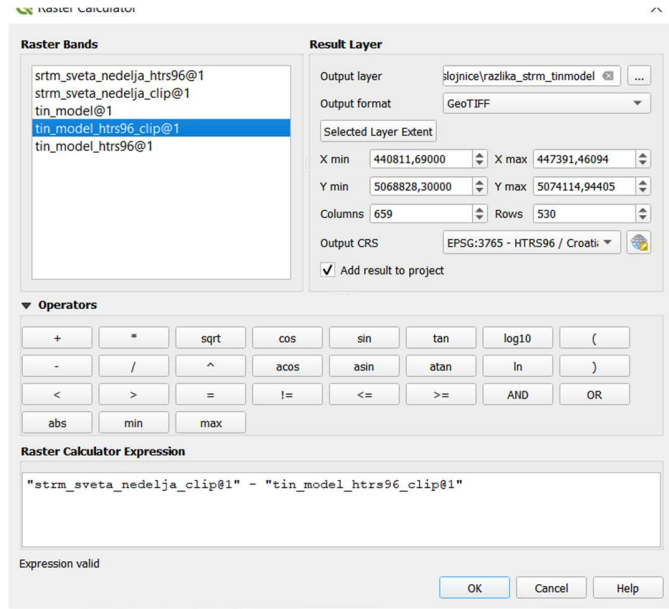 Raster Calculator
Raster Bands
srtm_sveta_nedelja_htrs96@1
strm_sveta_nedelja_clip@1
tin_model@1
tin_model_htrs96_clip@1
tin_model_htrs96@1
Result Layer
Output layer slojnice\razlika_strm_tinmodel ...
Output format GeoTIFF
Selected Layer Extent
X min 440811,69000 X max 447391,46094
Y min 5068828,30000 Y max 5074114,94405
Columns 659 Rows 530
Output CRS EPSG:3765 - HTRS96 / Croati
Add result to project
Operators
+ * sqrt cos sin tan log10 (
- / ^ acos asin atan ln )
< > = != <= >= AND OR
abs min max
Raster Calculator Expression
"strm_sveta_nedelja_clip@1" - "tin_model_htrs96_clip@1"
Expression valid
OK Cancel Help